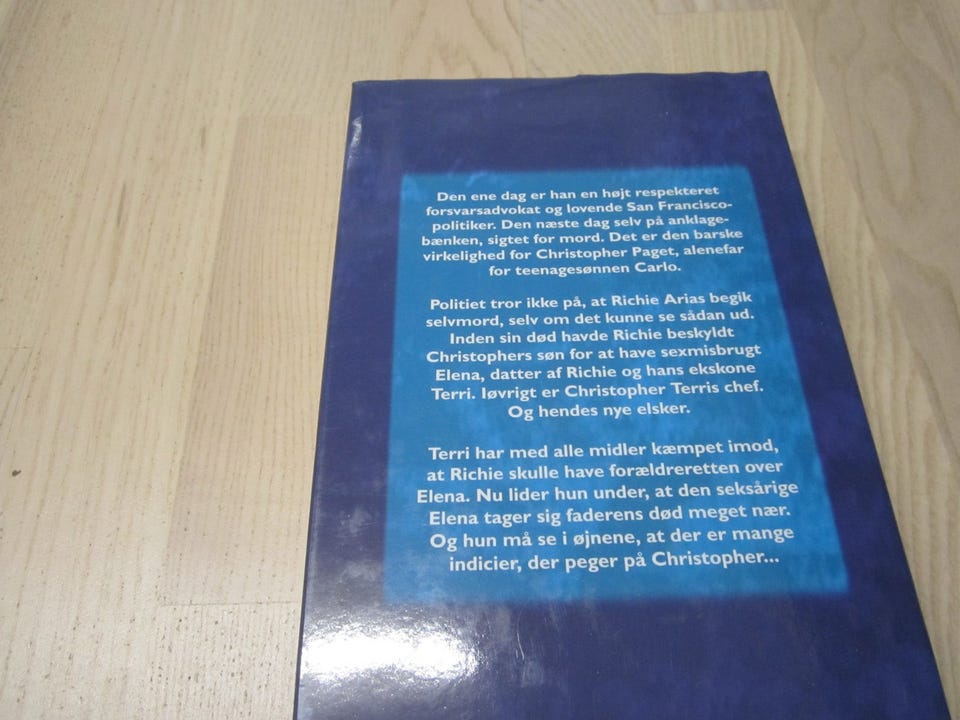 Den ene dag er han en højt respekteret
forsvarsadvokat og lovende San Francisco-
politiker. Den næste dag selv på anklage-
bænken, sigtet for mord. Det er den barske
virkelighed for Christopher Paget, alenefar
for teenagesønnen Carlo.
Politiet tror ikke på, at Richie Arias begik
selvmord, selv om det kunne se sådan ud.
Inden sin død havde Richie beskyldt
Christophers søn for at have sexmisbrugt
Elena, datter af Richie og hans ekskone
Terri. Iøvrigt er Christopher Terris chef.
Og hendes nye elsker.
Terri har med alle midler kæmpet imod,
at Richie skulle have forældreretten over
Elena. Nu lider hun under, at den seksårige
Elena tager sig faderens død meget nær.
Og hun må se i øjnene, at der er mange
indicier, der peger på Christopher...